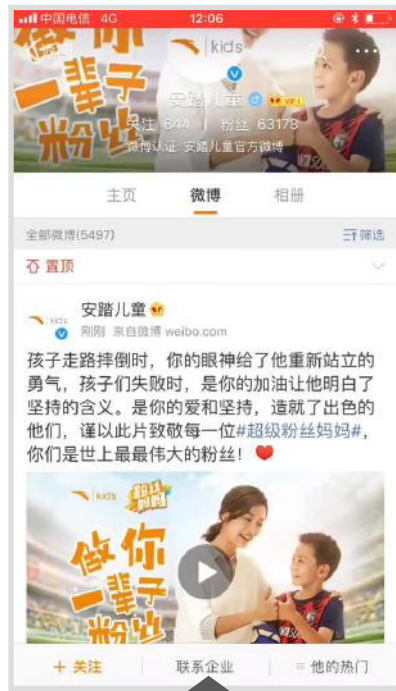 中国电信 4G 12:06
做你
一辈子
粉丝
kids
安踏儿童
关注 644 粉丝 63178
微博认证: 安踏儿童官方微博
主页 微博 相册
全部微博(5497) 筛选
置顶
安踏儿童
刚刚 来自微博 weibo.com
孩子走路摔倒时，你的眼神给了他重新站立的
勇气，孩子们失败时，是你的加油让他明白了
坚持的含义。是你的爱和坚持，造就了出色的
他们，谨以此片致敬每一位#超级粉丝妈妈#，
你们是世上最最伟大的粉丝！
kids 粉丝妈妈
做你
一辈子
粉丝
+ 关注 联系企业 他的热门